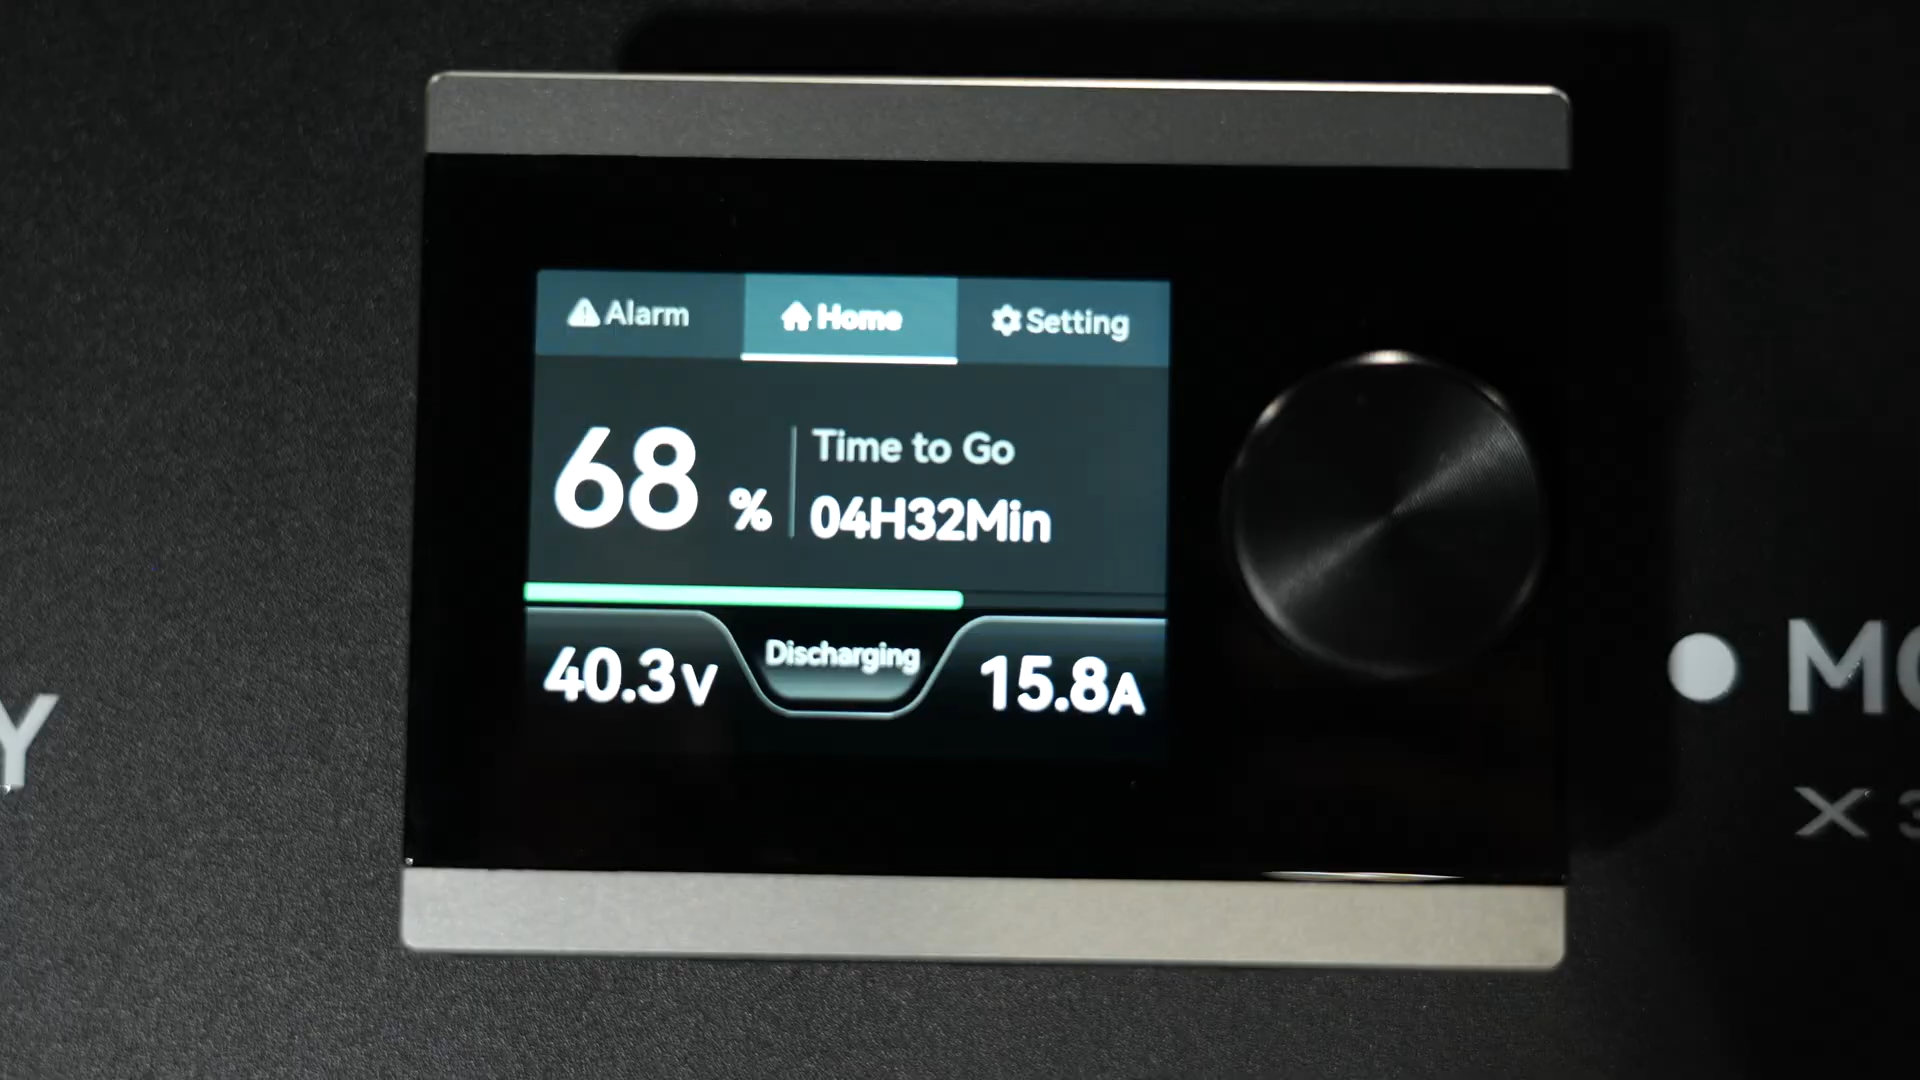 Alarm Home Setting
68 % Time to Go
04H32Min
40.3V Discharging 15.8A
Y
X